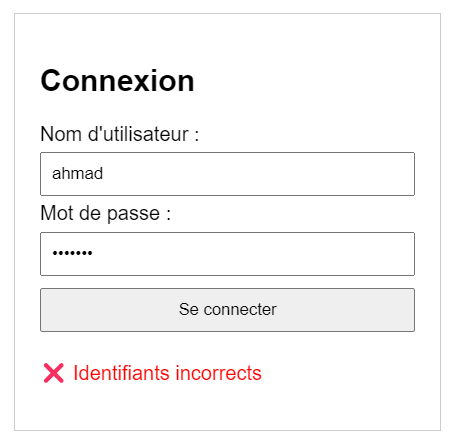 Connexion
Nom d'utilisateur :
ahmad
Mot de passe :
•••••••
Se connecter
❌ Identifiants incorrects